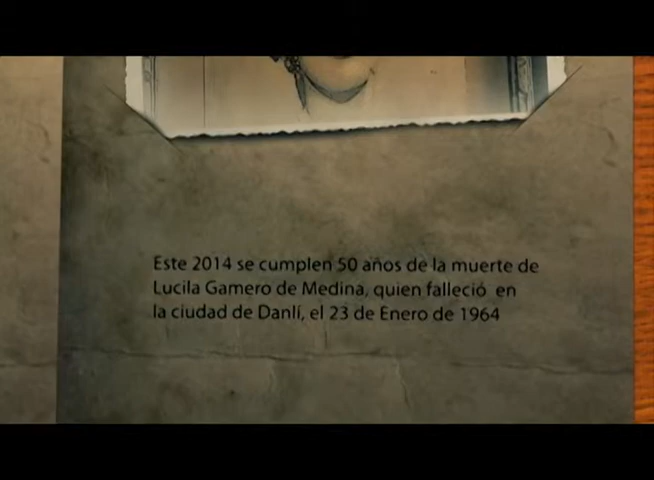 Este 2014 se cumplen 50 años de la muerte de
Lucila Gamero de Medina, quien falleció en
la ciudad de Danlí, el 23 de Enero de 1964